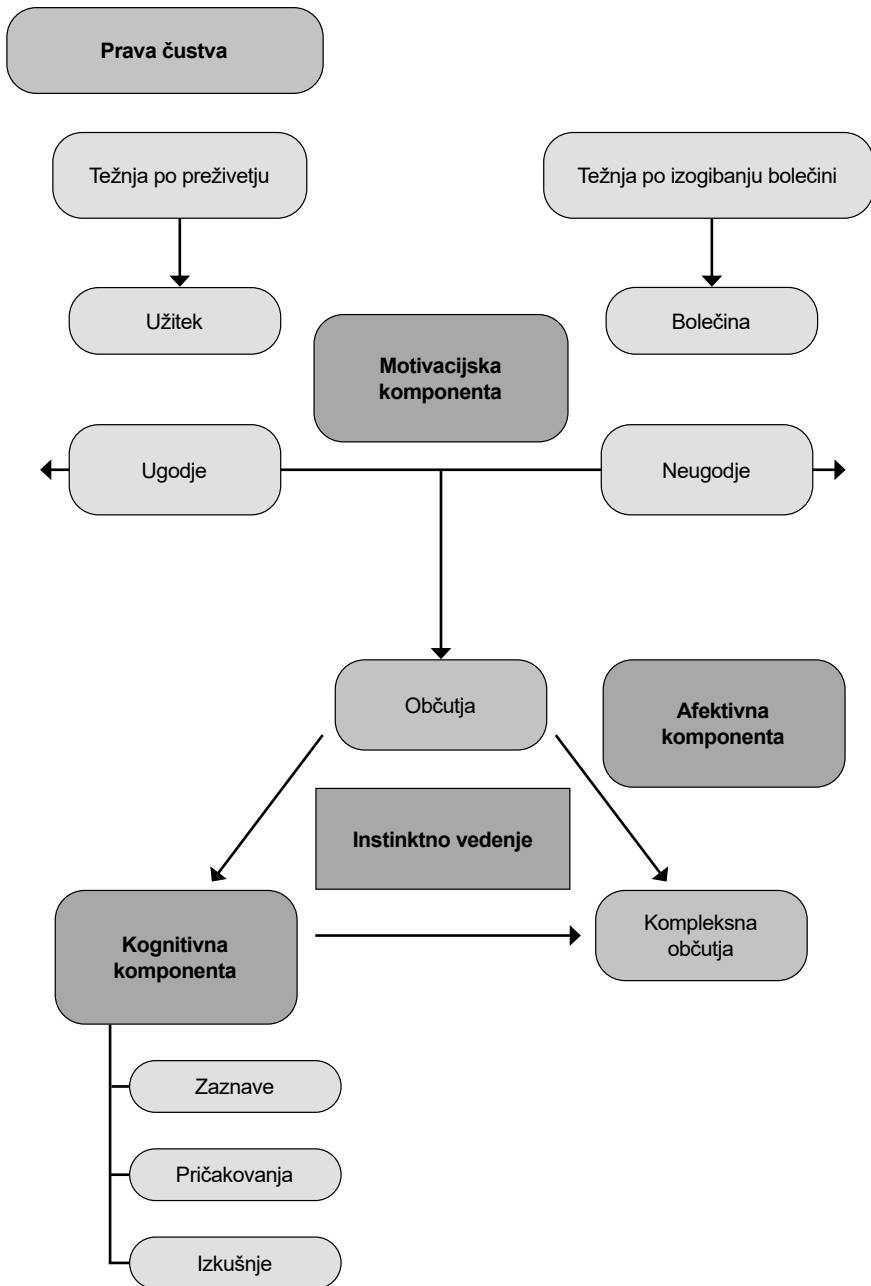 Prava čustva
Težnja po preživetju
Težnja po izogibanju bolečini
Užitek
Bolečina
Motivacijska
komponenta
Ugodje
Neugodje
Občutja
Afektivna
komponenta
Instinktno vedenje
Kognitivna
komponenta
Kompleksna
občutja
Zaznave
Pričakovanja
Izkušnje